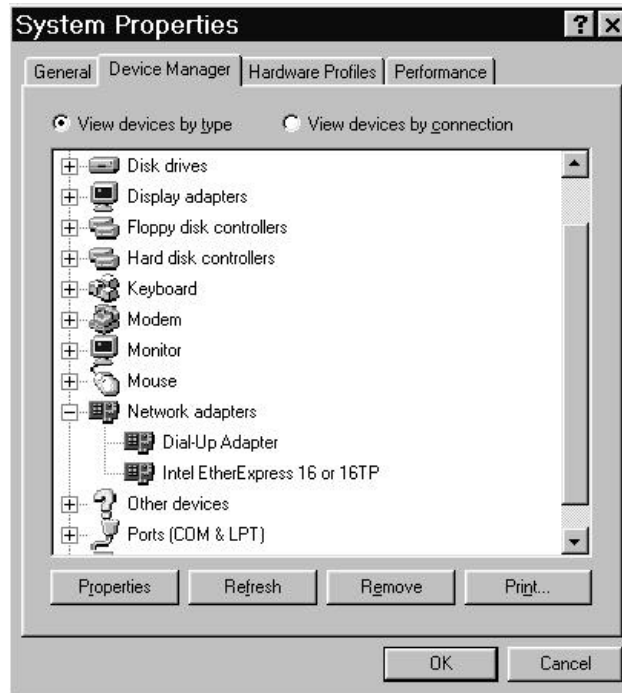 System Properties
General Device Manager Hardware Profiles Performance
View devices by type View devices by connection
Disk drives
Display adapters
Floppy disk controllers
Hard disk controllers
Keyboard
Modem
Monitor
Mouse
Network adapters
Dial-Up Adapter
Intel EtherExpress 16 or 16TP
Other devices
Ports (COM & LPT)
Properties Refresh Remove Print...
OK Cancel